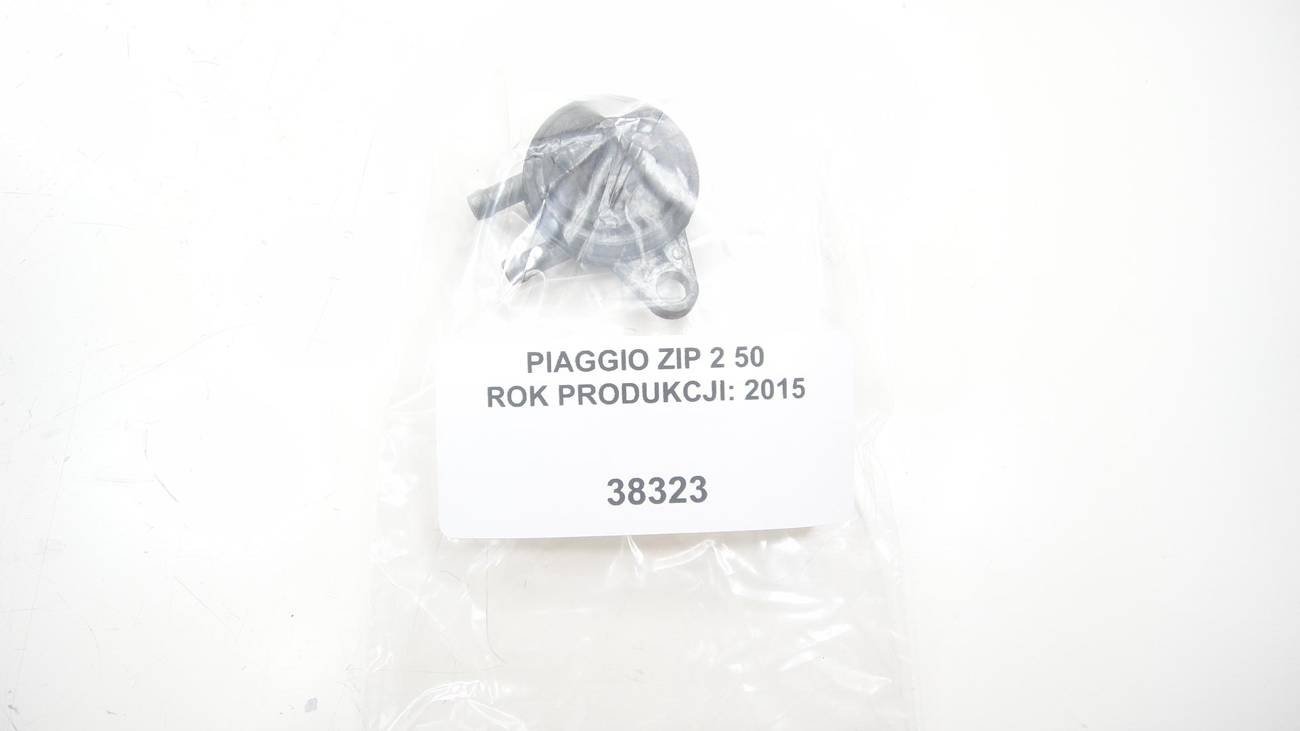 PIAGGIO ZIP 2 50
ROK PRODUKCJI: 2015
38323